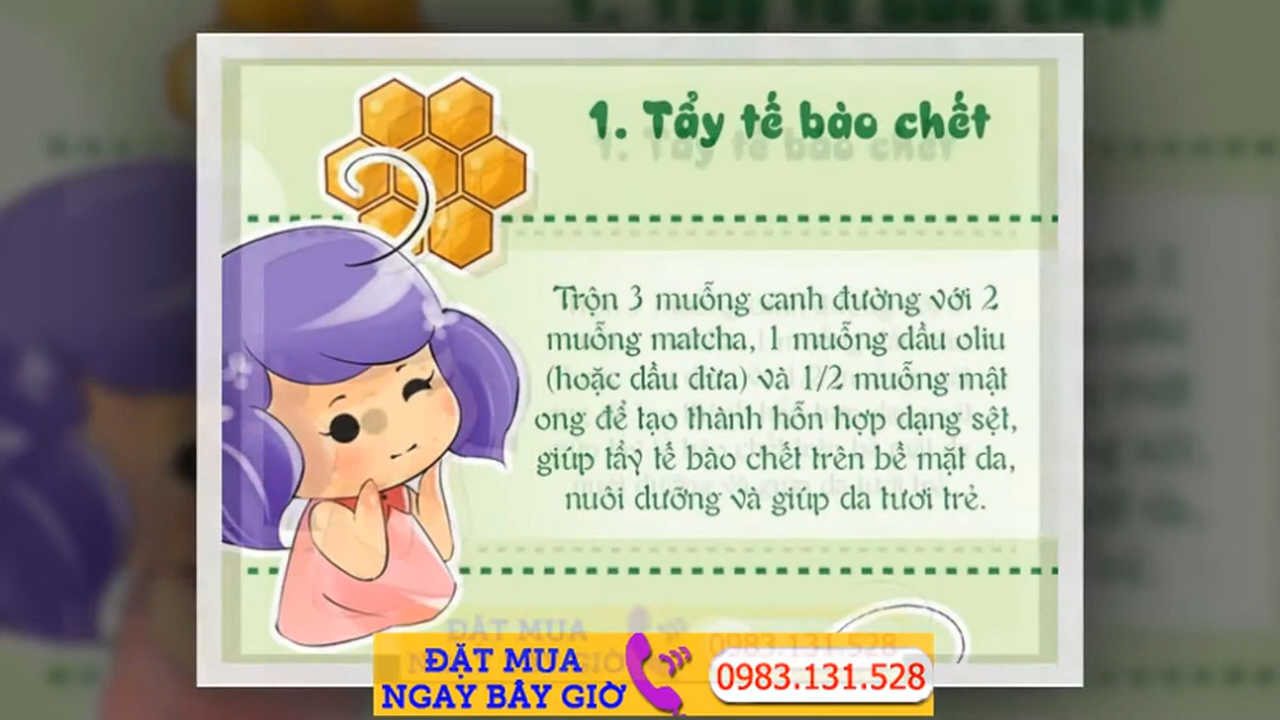 1. Tẩy tế bào chết
Trộn 3 muỗng canh đường với 2
muỗng matcha, 1 muỗng dầu oliu
(hoặc dầu dừa) và 1/2 muỗng mật
ong để tạo thành hỗn hợp dạng sệt,
giúp tẩy tế bào chết trên bề mặt da,
nuôi dưỡng và giúp da tươi trẻ.
ĐẶT MUA
NGAY BÂY GIỜ
0983.131.528